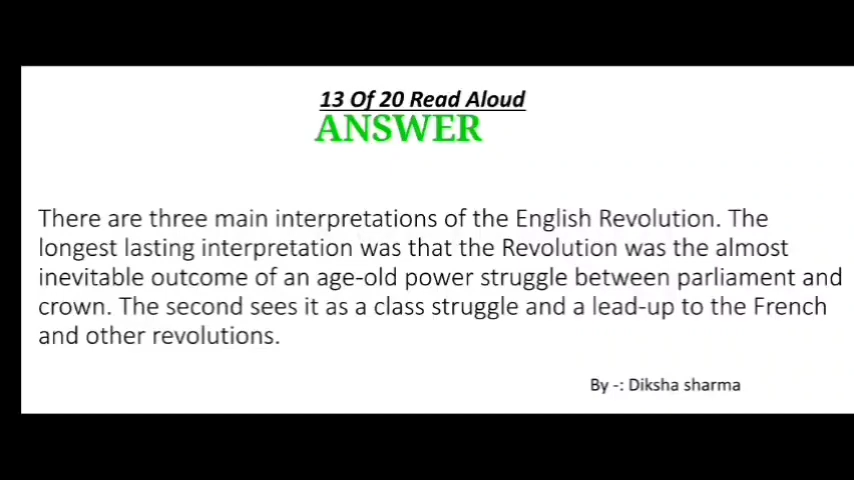 13 Of 20 Read Aloud
ANSWER
There are three main interpretations of the English Revolution. The
longest lasting interpretation was that the Revolution was the almost
inevitable outcome of an age-old power struggle between parliament and
crown. The second sees it as a class struggle and a lead-up to the French
and other revolutions.
By -: Diksha sharma